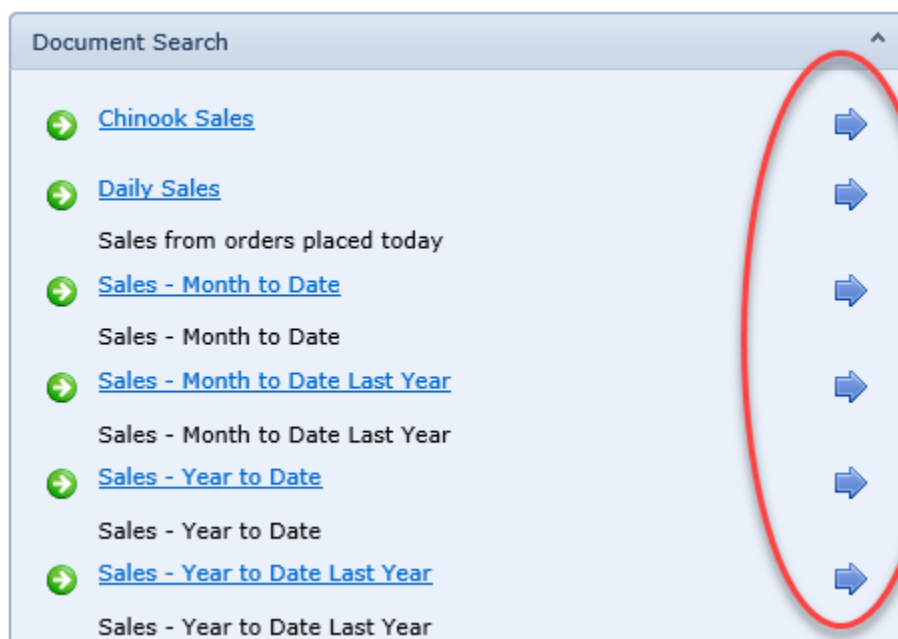 Document Search
Chinook Sales
Daily Sales
Sales from orders placed today
Sales - Month to Date
Sales - Month to Date
Sales - Month to Date Last Year
Sales - Month to Date Last Year
Sales - Year to Date
Sales - Year to Date
Sales - Year to Date Last Year
Sales - Year to Date Last Year